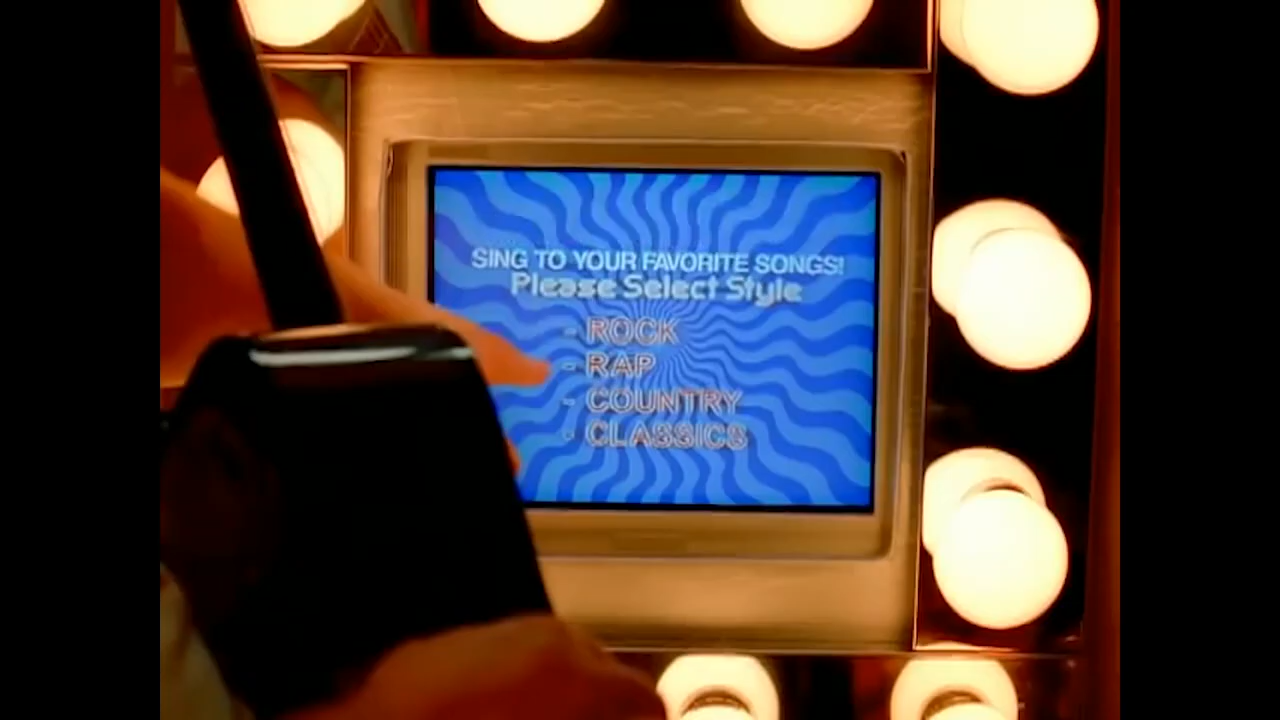 SING TO YOUR FAVORITE SONGS!
Please Select Style
- ROCK
- RAP
- COUNTRY
- CLASSICS